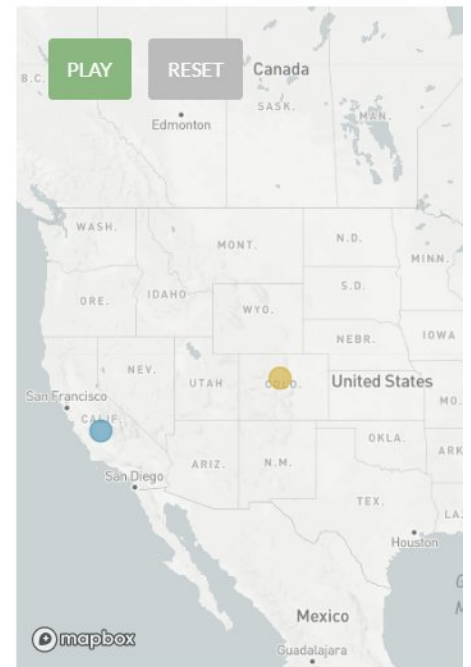 PLAY
RESET
Canada
B.C.
SASK.
MAN.
Edmonton
WASH.
MONT.
N.D.
MINN.
ORE.
IDAHO
S.D.
WYO.
NEBR.
IOWA
NEV.
UTAH
COLO.
United States
San Francisco
MO.
CALIF.
OKLA.
ARK
San Diego
ARIZ.
N.M.
TEX.
LA.
Houston
G
M
Mexico
mapbox
Guadalajara